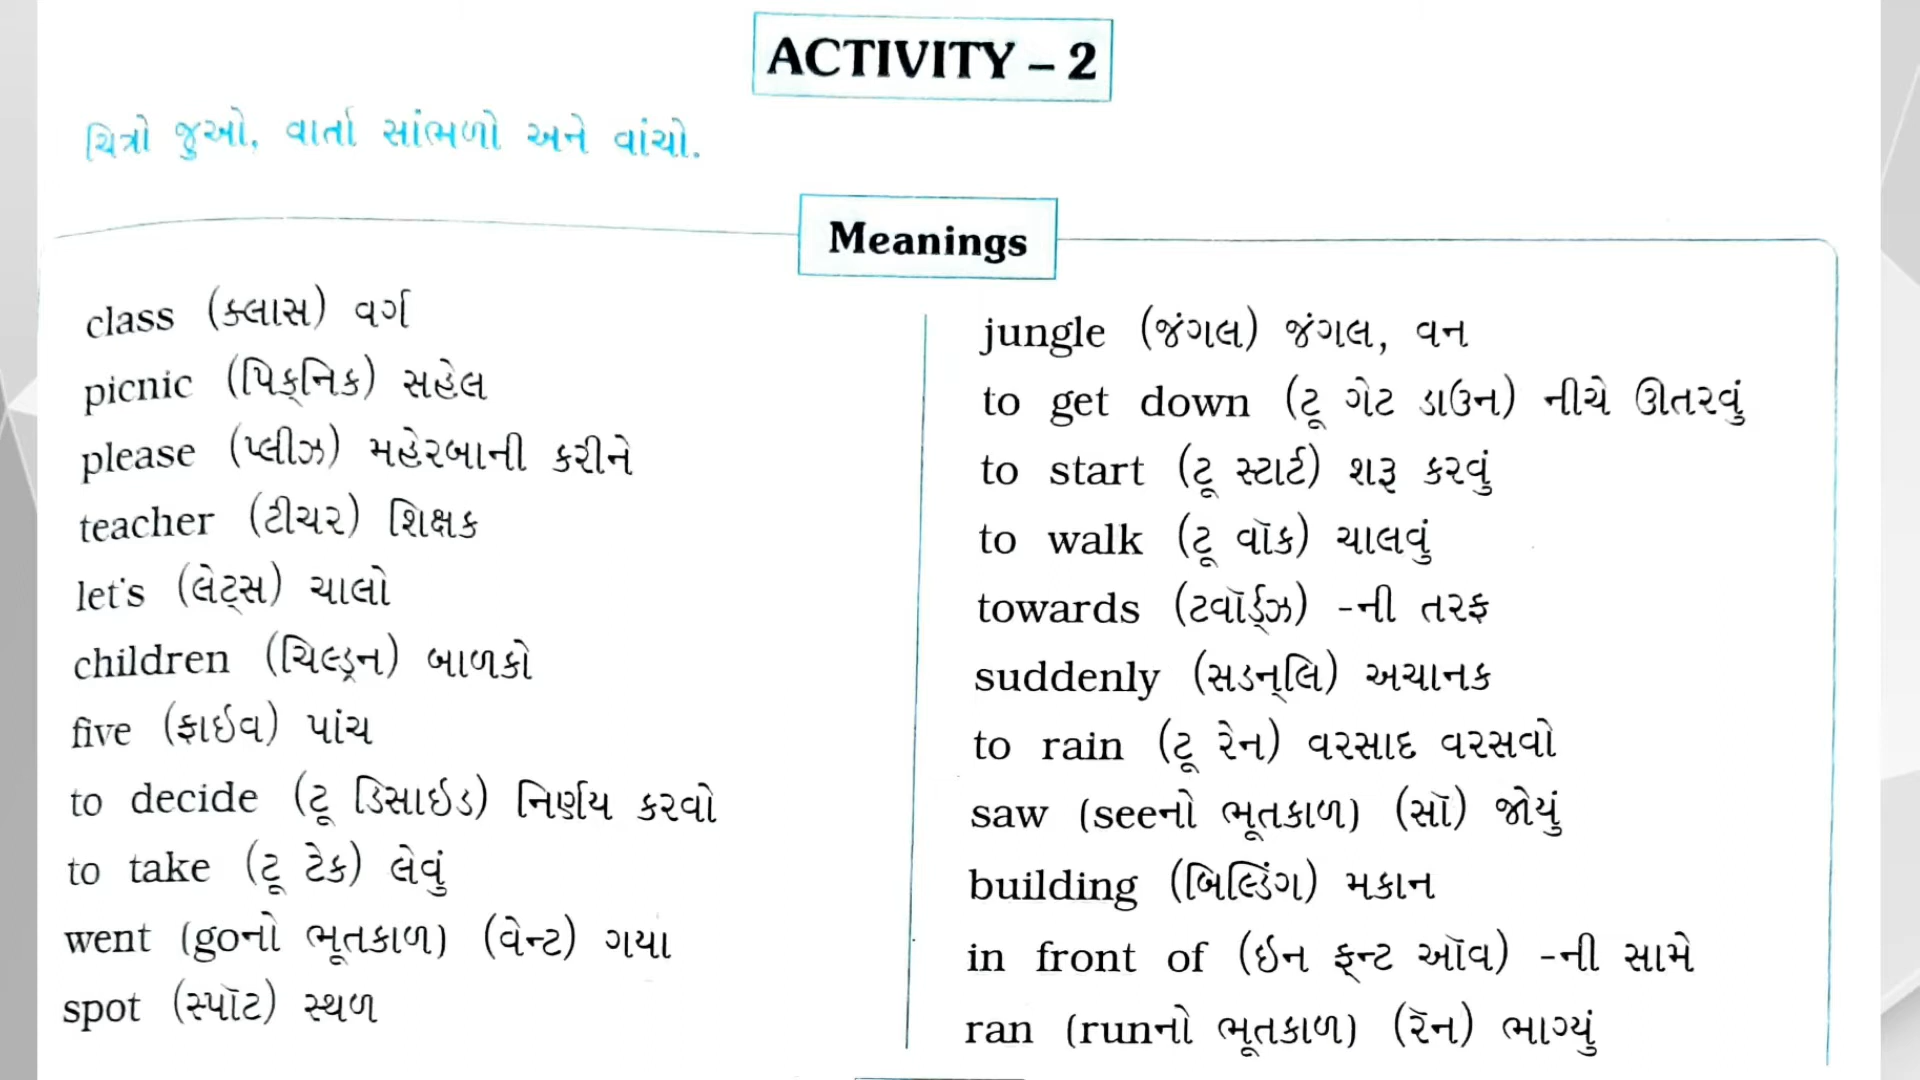 ACTIVITY – 2
ચિત્રો જુઓ, વાર્તા સાંભળો અને વાંચો.
Meanings
class (ક્લાસ) વર્ગ
picnic (પિક્‌નિક) સહેલ
please (પ્લીઝ) મહેરબાની કરીને
teacher (ટીચર) શિક્ષક
let's (લેટ્સ) ચાલો
children (ચિલ્ડ્રન) બાળકો
five (ફાઇવ) પાંચ
to decide (ટૂ ડિસાઇડ) નિર્ણય કરવો
to take (ટૂ ટેક) લેવું
went (goનો ભૂતકાળ) (વેન્ટ) ગયા
spot (સ્પૉટ) સ્થળ
jungle (જંગલ) જંગલ, વન
to get down (ટૂ ગેટ ડાઉન) નીચે ઊતરવું
to start (ટૂ સ્ટાર્ટ) શરૂ કરવું
to walk (ટૂ વૉક) ચાલવું
towards (ટવૉર્ડ્ઝ) -ની તરફ
suddenly (સડન્‌લિ) અચાનક
to rain (ટૂ રેન) વરસાદ વરસવો
saw (seeનો ભૂતકાળ) (સૉ) જોયું
building (બિલ્ડિંગ) મકાન
in front of (ઇન ફ્રન્ટ ઑવ) -ની સામે
ran (runનો ભૂતકાળ) (રૅન) ભાગ્યું